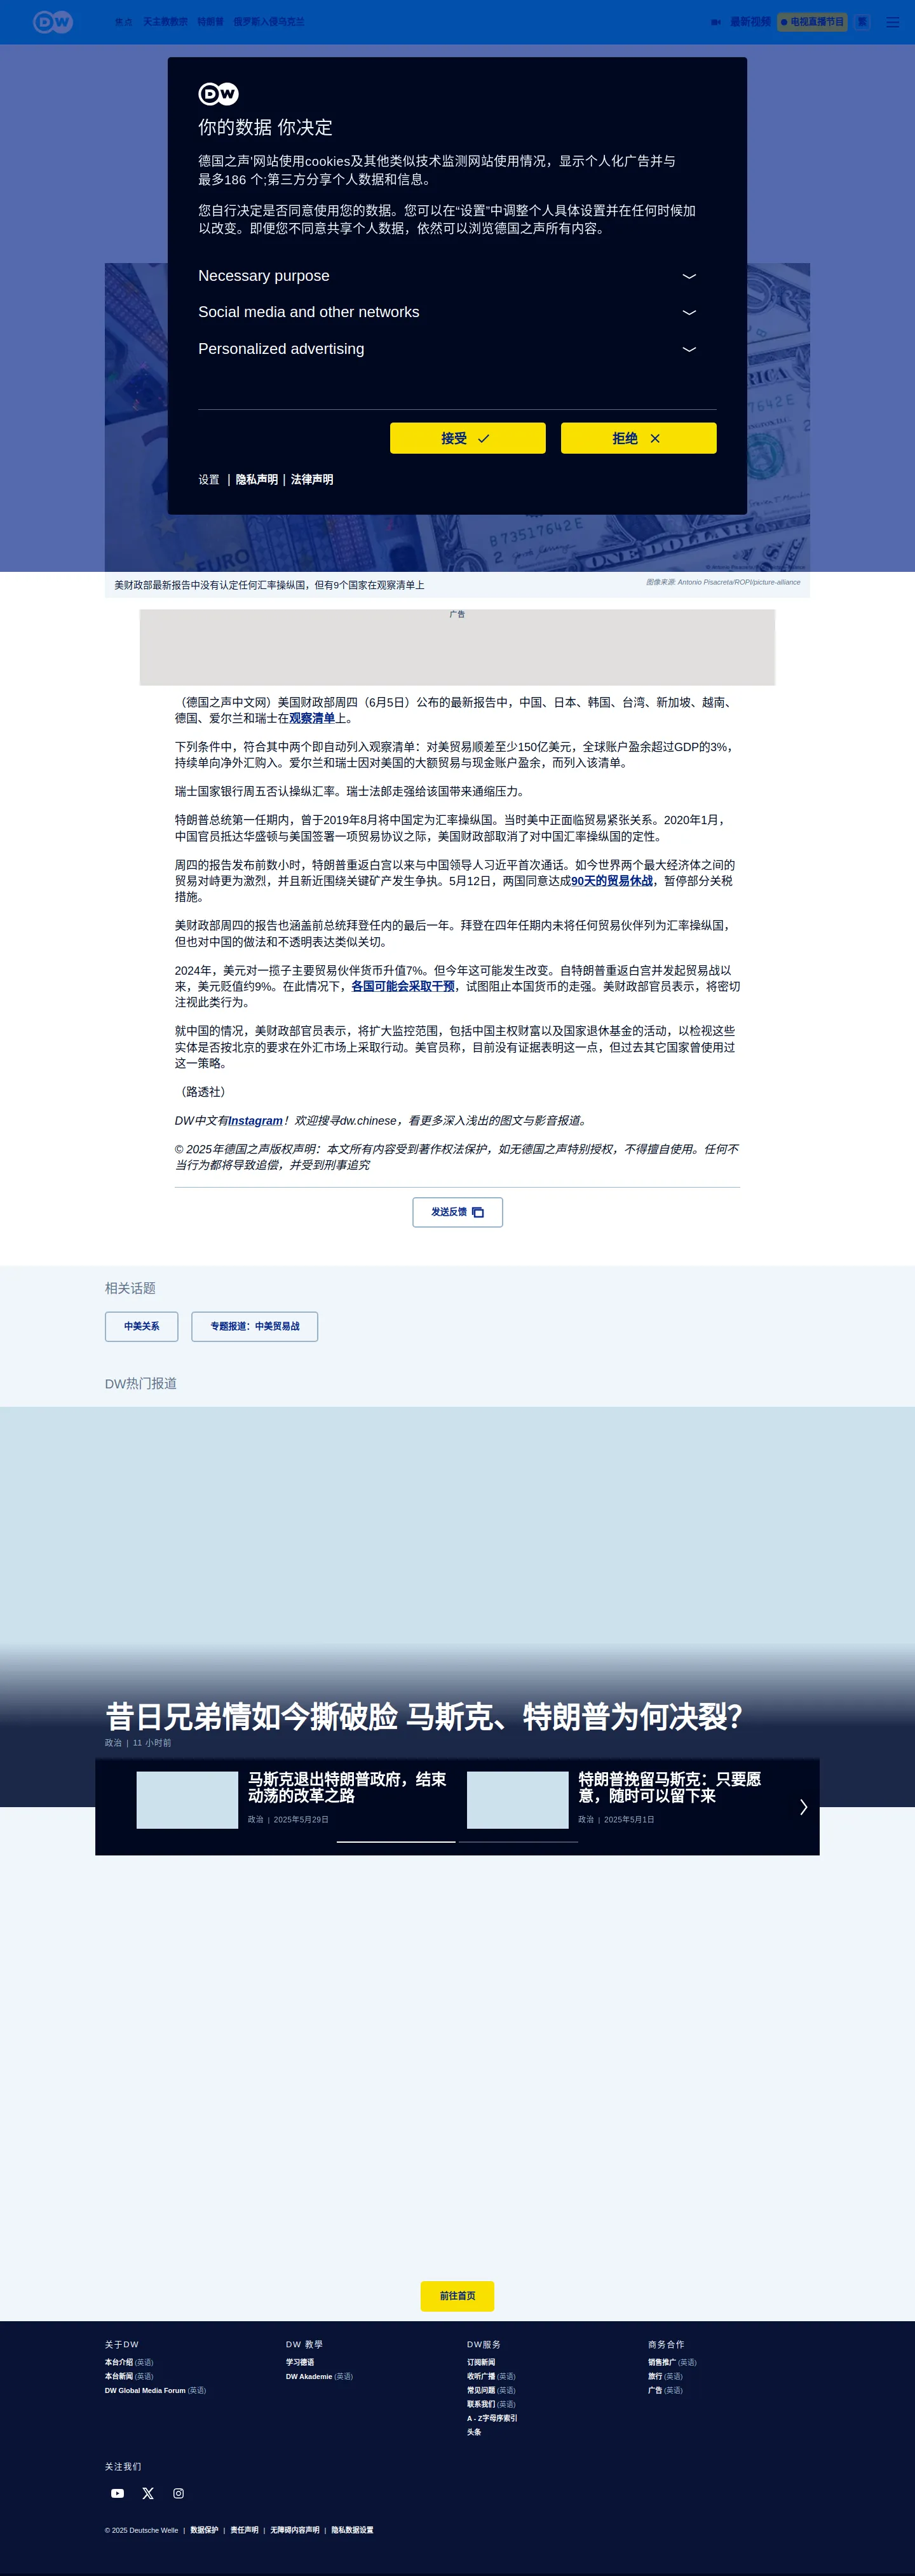 DW
焦点 天主教教宗 特朗普 俄罗斯入侵乌克兰
最新视频 电视直播节目 繁
DW
你的数据 你决定
德国之声'网站使用cookies及其他类似技术监测网站使用情况，显示个人化广告并与
最多186 个;第三方分享个人数据和信息。
您自行决定是否同意使用您的数据。您可以在“设置”中调整个人具体设置并在任何时候加
以改变。即便您不同意共享个人数据，依然可以浏览德国之声所有内容。
Necessary purpose
Social media and other networks
Personalized advertising
接受 拒绝
设置 | 隐私声明 | 法律声明
EURO
B73517642E
ONE DOLLAR
美财政部最新报告中没有认定任何汇率操纵国，但有9个国家在观察清单上
图像来源: Antonio Pisacreta/ROPI/picture-alliance
广告
（德国之声中文网）美国财政部周四（6月5日）公布的最新报告中，中国、日本、韩国、台湾、新加坡、越南、
德国、爱尔兰和瑞士在观察清单上。
下列条件中，符合其中两个即自动列入观察清单：对美贸易顺差至少150亿美元，全球账户盈余超过GDP的3%，
持续单向净外汇购入。爱尔兰和瑞士因对美国的大额贸易与现金账户盈余，而列入该清单。
瑞士国家银行周五否认操纵汇率。瑞士法郎走强给该国带来通缩压力。
特朗普总统第一任期内，曾于2019年8月将中国定为汇率操纵国。当时美中正面临贸易紧张关系。2020年1月，
中国官员抵达华盛顿与美国签署一项贸易协议之际，美国财政部取消了对中国汇率操纵国的定性。
周四的报告发布前数小时，特朗普重返白宫以来与中国领导人习近平首次通话。如今世界两个最大经济体之间的
贸易对峙更为激烈，并且新近围绕关键矿产发生争执。5月12日，两国同意达成90天的贸易休战，暂停部分关税
措施。
美财政部周四的报告也涵盖前总统拜登任内的最后一年。拜登在四年任期内未将任何贸易伙伴列为汇率操纵国，
但也对中国的做法和不透明表达类似关切。
2024年，美元对一揽子主要贸易伙伴货币升值7%。但今年这可能发生改变。自特朗普重返白宫并发起贸易战以
来，美元贬值约9%。在此情况下，各国可能会采取干预，试图阻止本国货币的走强。美财政部官员表示，将密切
注视此类行为。
就中国的情况，美财政部官员表示，将扩大监控范围，包括中国主权财富以及国家退休基金的活动，以检视这些
实体是否按北京的要求在外汇市场上采取行动。美官员称，目前没有证据表明这一点，但过去其它国家曾使用过
这一策略。
（路透社）
DW中文有Instagram！欢迎搜寻dw.chinese，看更多深入浅出的图文与影音报道。
© 2025年德国之声版权声明：本文所有内容受到著作权法保护，如无德国之声特别授权，不得擅自使用。任何不
当行为都将导致追偿，并受到刑事追究
发送反馈
相关话题
中美关系 专题报道：中美贸易战
DW热门报道
昔日兄弟情如今撕破脸 马斯克、特朗普为何决裂？
政治 | 11 小时前
马斯克退出特朗普政府，结束
动荡的改革之路
政治 | 2025年5月29日
特朗普挽留马斯克：只要愿
意，随时可以留下来
政治 | 2025年5月1日
前往首页
关于DW
本台介绍 (英语)
本台新闻 (英语)
DW Global Media Forum (英语)
DW 教學
学习德语
DW Akademie (英语)
DW服务
订阅新闻
收听广播 (英语)
常见问题 (英语)
联系我们 (英语)
A - Z字母序索引
头条
商务合作
销售推广 (英语)
旅行 (英语)
广告 (英语)
关注我们
© 2025 Deutsche Welle | 数据保护 | 责任声明 | 无障碍内容声明 | 隐私数据设置